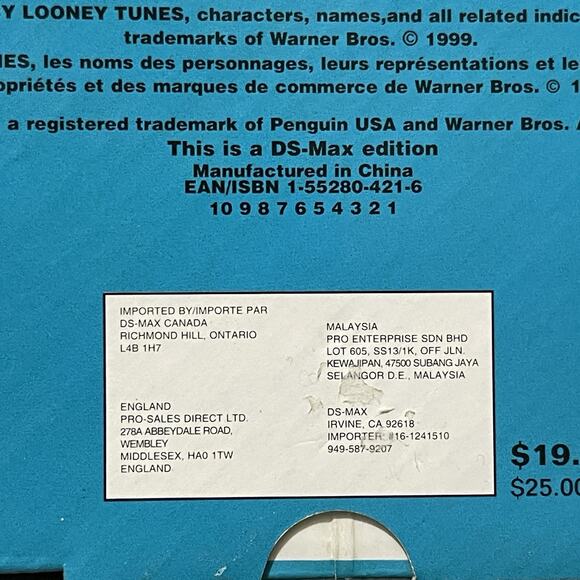 Y LOONEY TUNES, characters, names,and all related indic
trademarks of Warner Bros. © 1999.
ES, les noms des personnages, leurs représentations et le
opriétés et des marques de commerce de Warner Bros. © 1
a registered trademark of Penguin USA and Warner Bros.
This is a DS-Max edition
Manufactured in China
EAN/ISBN 1-55280-421-6
10 9 8 7 6 5 4 3 2 1
IMPORTED BY/IMPORTE PAR
DS-MAX CANADA
RICHMOND HILL, ONTARIO
L4B 1H7
MALAYSIA
PRO ENTERPRISE SDN BHD
LOT 605, SS13/1K, OFF JLN.
KEWAJIPAN, 47500 SUBANG JAYA
SELANGOR D.E., MALAYSIA
ENGLAND
PRO-SALES DIRECT LTD.
278A ABBEYDALE ROAD,
WEMBLEY
MIDDLESEX, HA0 1TW
ENGLAND
DS-MAX
IRVINE, CA 92618
IMPORTER: #16-1241510
949-587-9207
$19.
$25.00